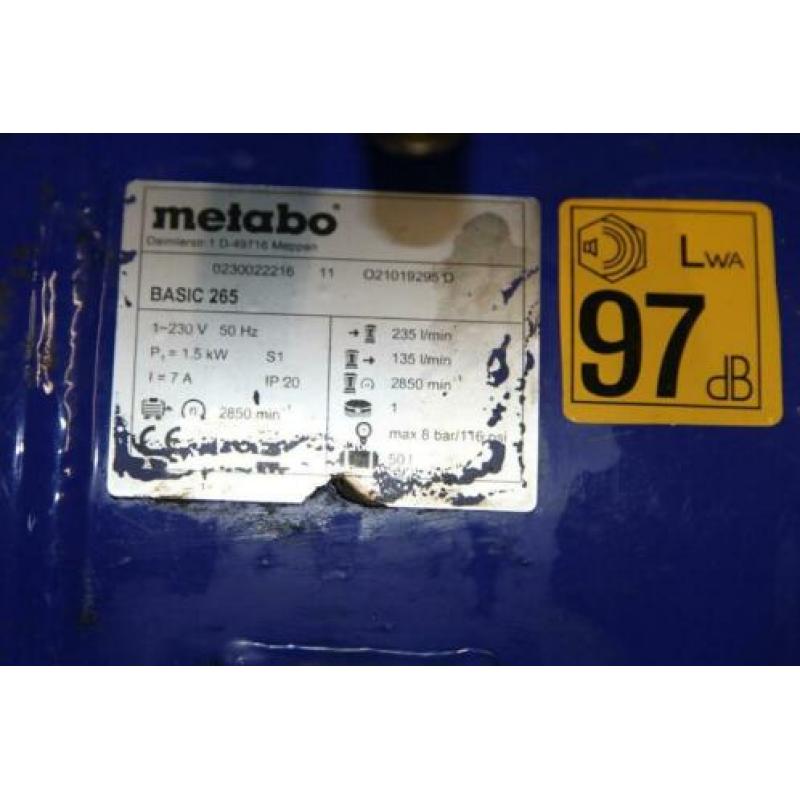 metabo
Daimlerstr. 1 D-49716 Meppen
0230022216 11 O21019295 D
BASIC 265
1~230 V 50 Hz
P₁ = 1.5 kW S1
I = 7 A IP 20
n 2850 min⁻¹
CE
235 l/min
135 l/min
2850 min⁻¹
1
max 8 bar/116 psi
50 l
LWA
97
dB